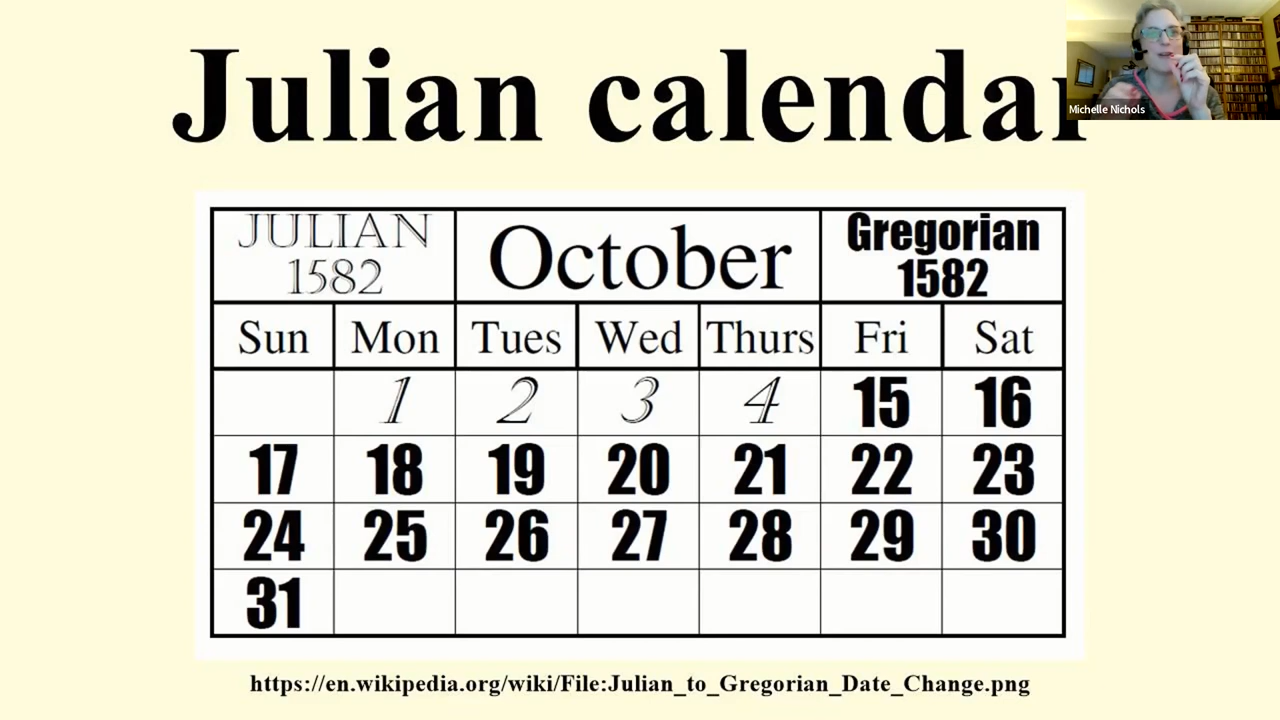 Julian calendar
Michelle Nichols
JULIAN 1582 October Gregorian 1582
Sun Mon Tues Wed Thurs Fri Sat
1 2 3 4 15 16
17 18 19 20 21 22 23
24 25 26 27 28 29 30
31
https://en.wikipedia.org/wiki/File:Julian_to_Gregorian_Date_Change.png